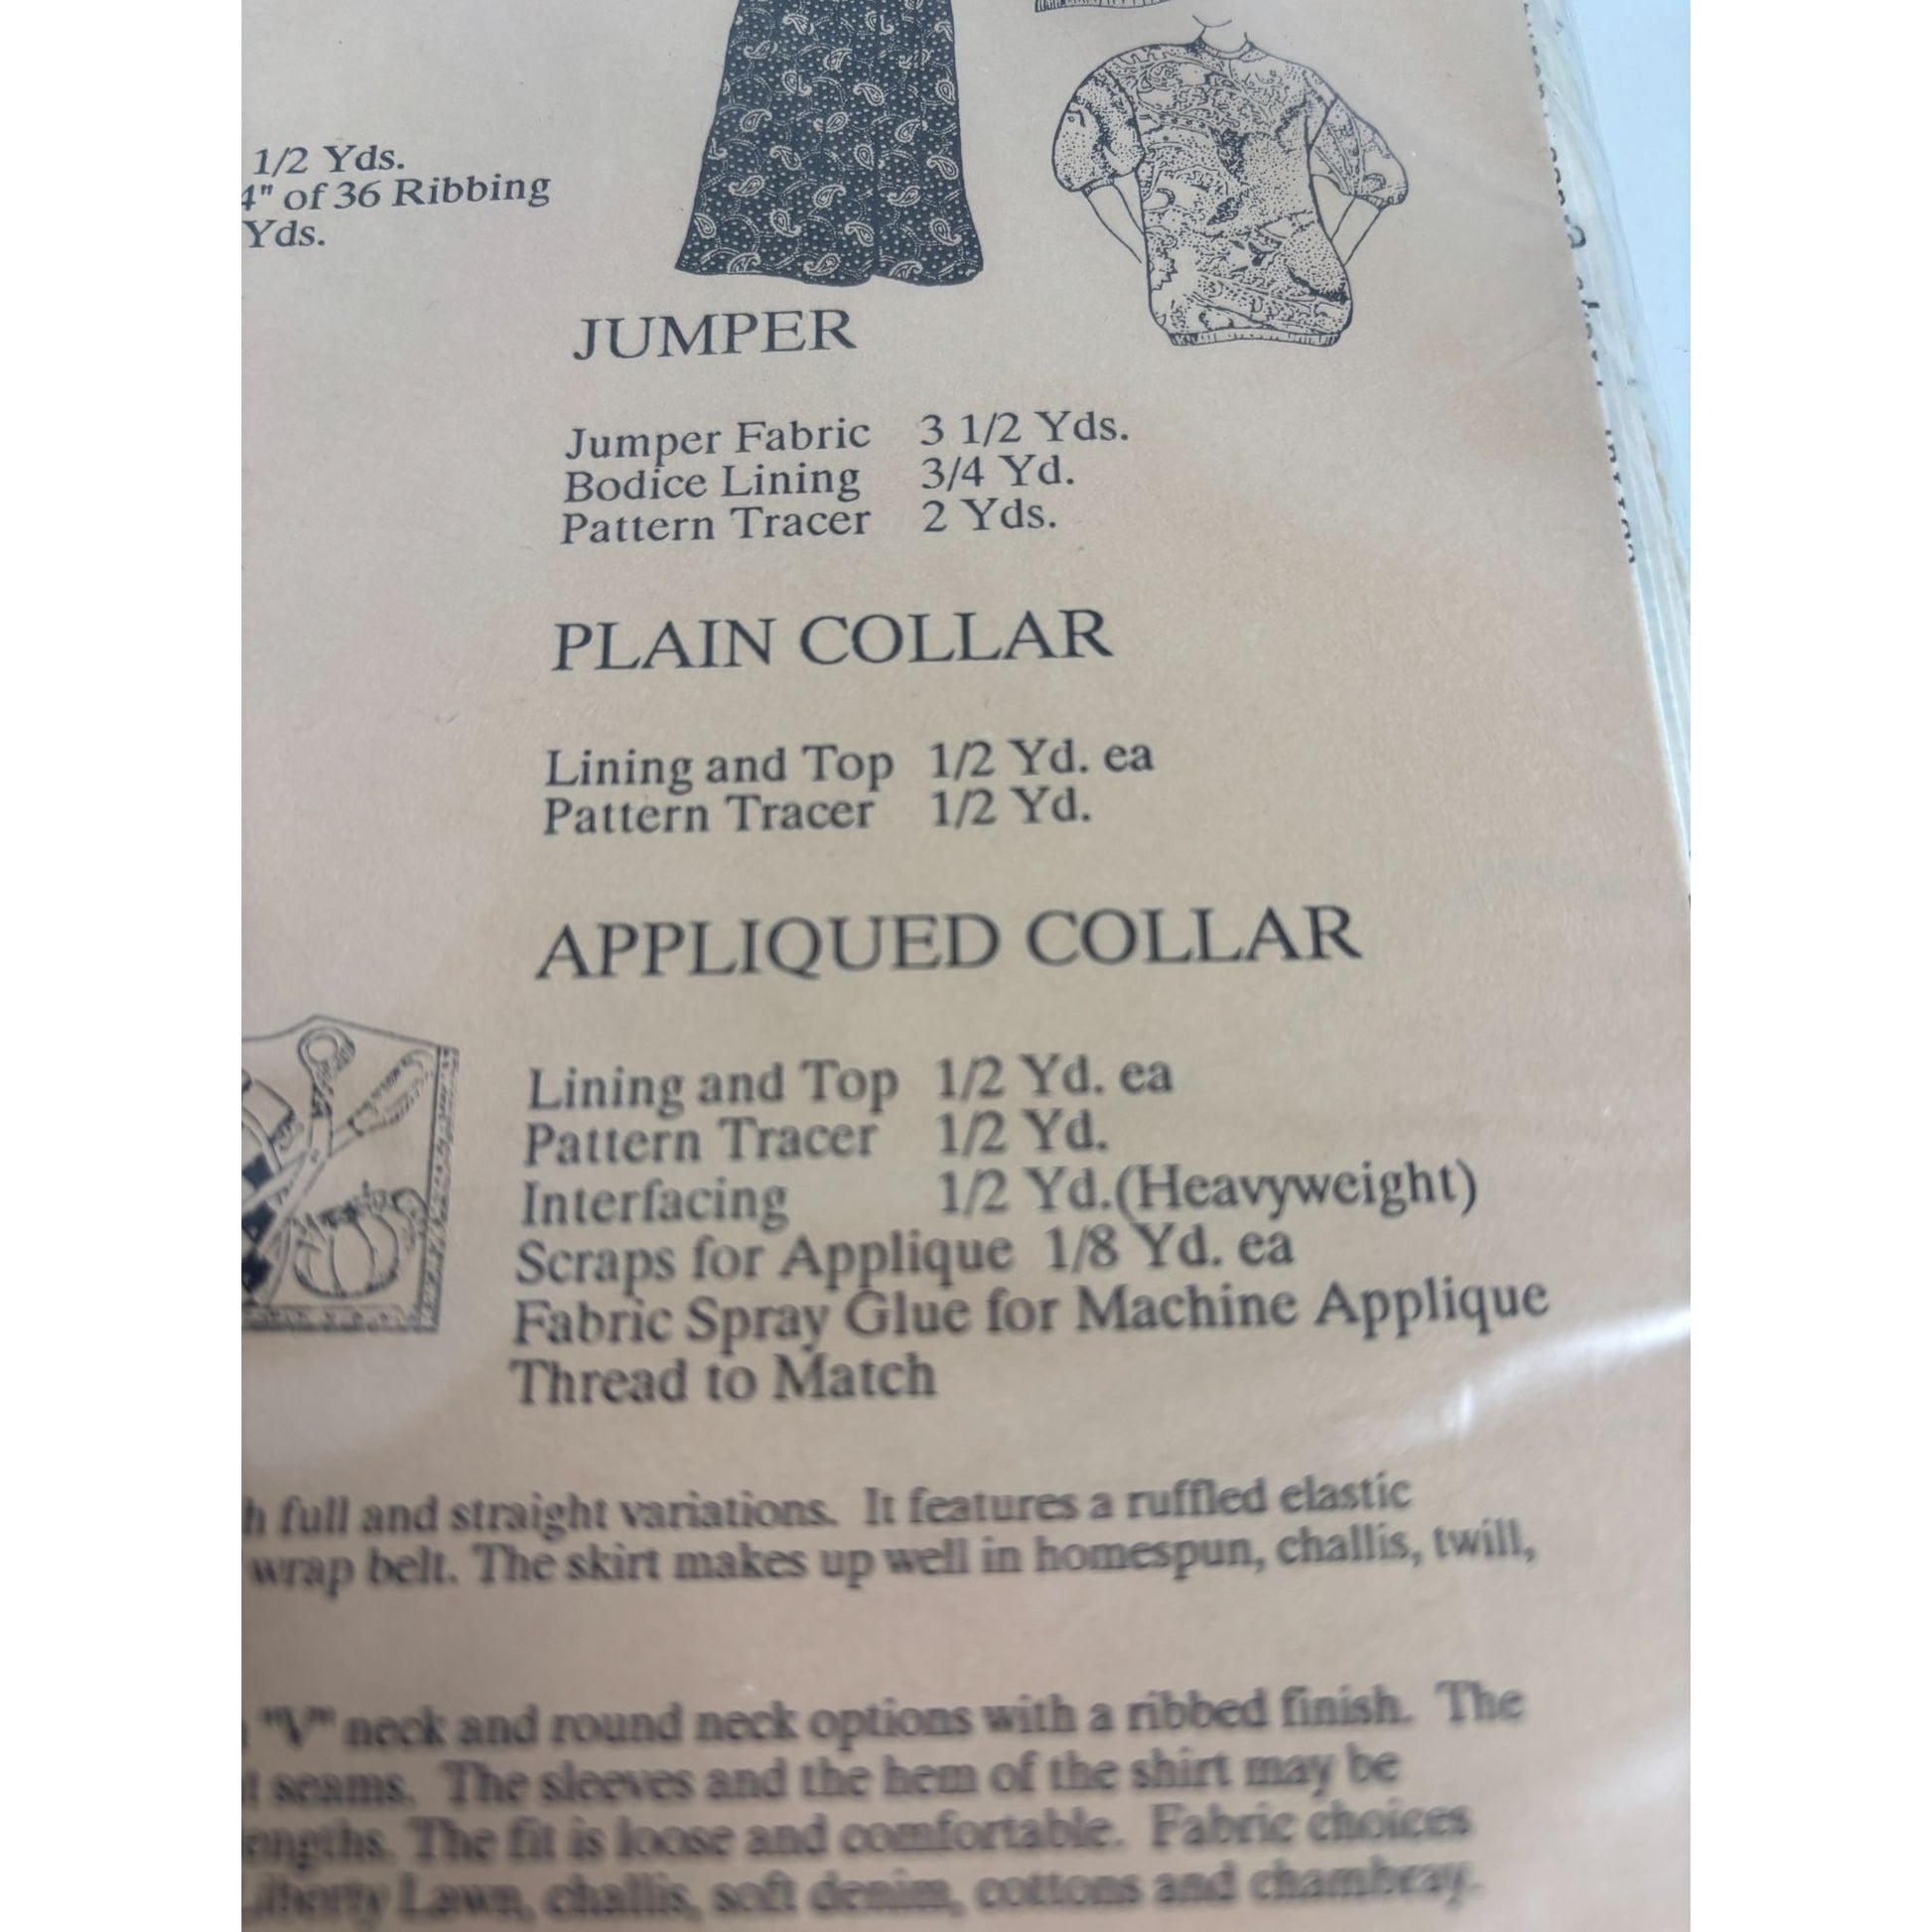 1/2 Yds.
4" of 36 Ribbing
Yds.
JUMPER
Jumper Fabric 3 1/2 Yds.
Bodice Lining 3/4 Yd.
Pattern Tracer 2 Yds.
PLAIN COLLAR
Lining and Top 1/2 Yd. ea
Pattern Tracer 1/2 Yd.
APPLIQUED COLLAR
Lining and Top 1/2 Yd. ea
Pattern Tracer 1/2 Yd.
Interfacing 1/2 Yd.(Heavyweight)
Scraps for Applique 1/8 Yd. ea
Fabric Spray Glue for Machine Applique
Thread to Match
h full and straight variations. It features a ruffled elastic
wrap belt. The skirt makes up well in homespun, challis, twill,
"V" neck and round neck options with a ribbed finish. The
t seams. The sleeves and the hem of the shirt may be
engths. The fit is loose and comfortable. Fabric choices
Liberty Lawn, challis, soft denim, cottons and chambray.